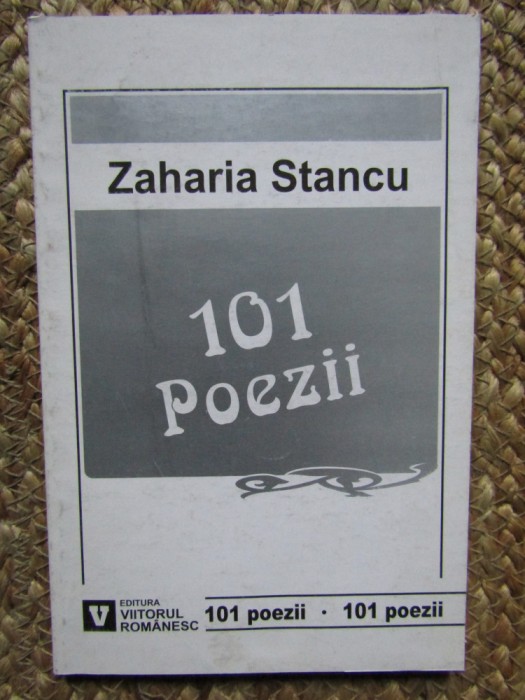 Zaharia Stancu
101
Poezii
V
EDITURA
VIITORUL
ROMÂNESC
101 poezii · 101 poezii